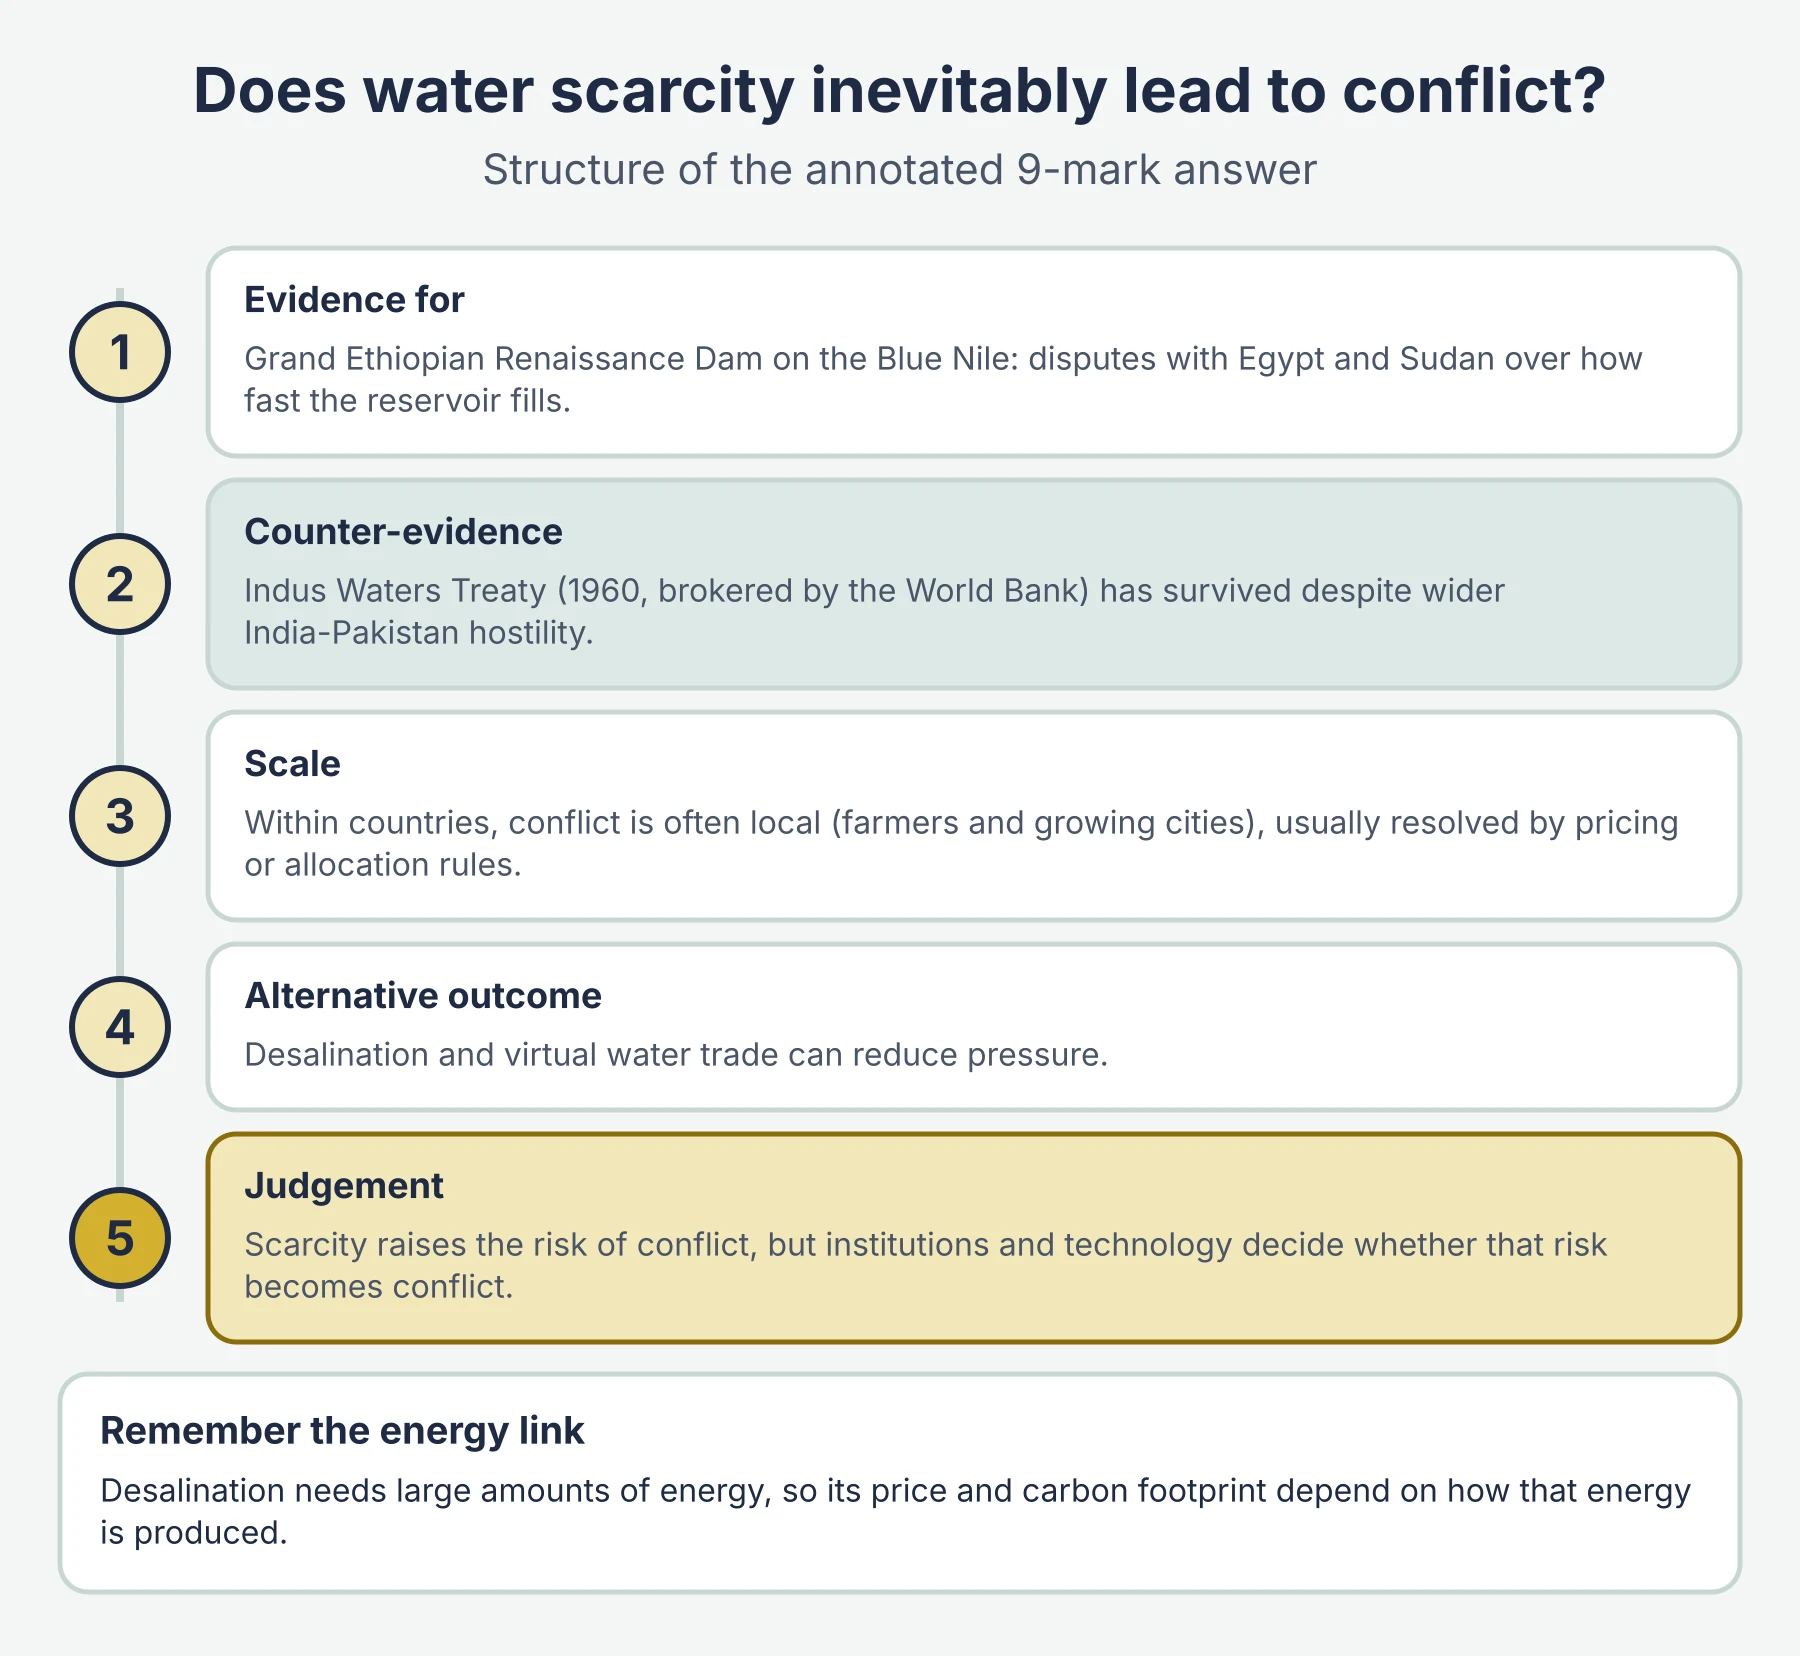 Does water scarcity inevitably lead to conflict?
Structure of the annotated 9-mark answer
1
Evidence for
Grand Ethiopian Renaissance Dam on the Blue Nile: disputes with Egypt and Sudan over how
fast the reservoir fills.
2
Counter-evidence
Indus Waters Treaty (1960, brokered by the World Bank) has survived despite wider
India-Pakistan hostility.
3
Scale
Within countries, conflict is often local (farmers and growing cities), usually resolved by pricing
or allocation rules.
4
Alternative outcome
Desalination and virtual water trade can reduce pressure.
5
Judgement
Scarcity raises the risk of conflict, but institutions and technology decide whether that risk
becomes conflict.
Remember the energy link
Desalination needs large amounts of energy, so its price and carbon footprint depend on how that energy
is produced.